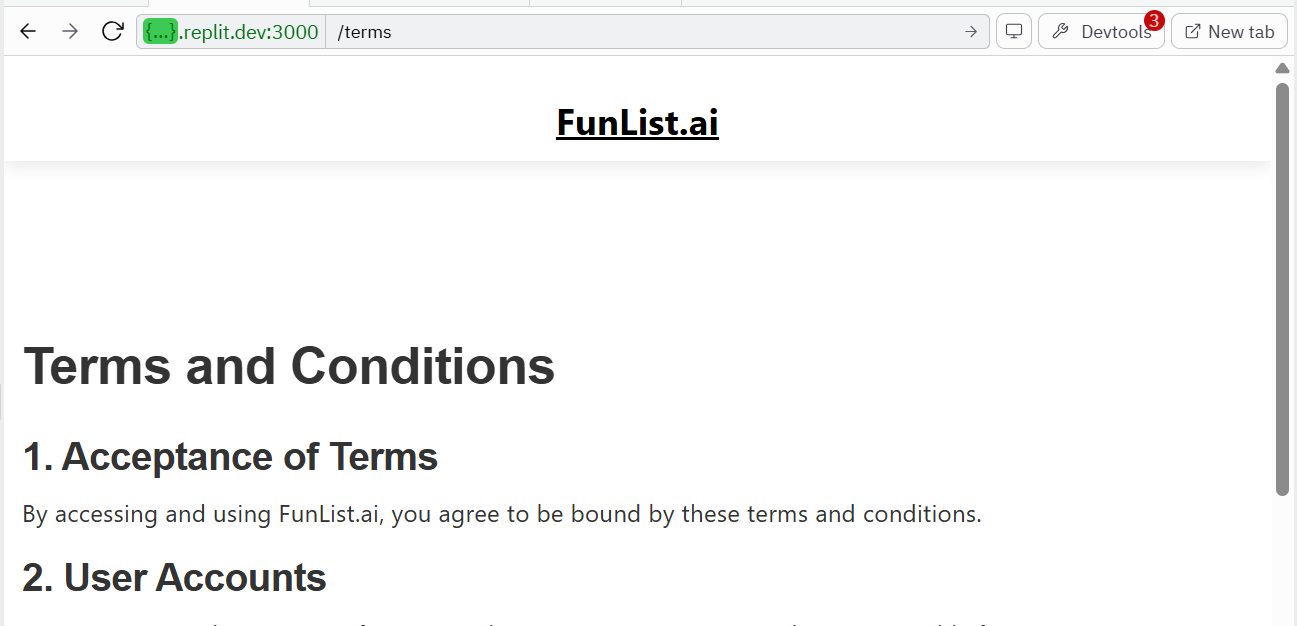 {...}.replit.dev:3000 /terms Devtools 3 New tab
FunList.ai
Terms and Conditions
1. Acceptance of Terms
By accessing and using FunList.ai, you agree to be bound by these terms and conditions.
2. User Accounts